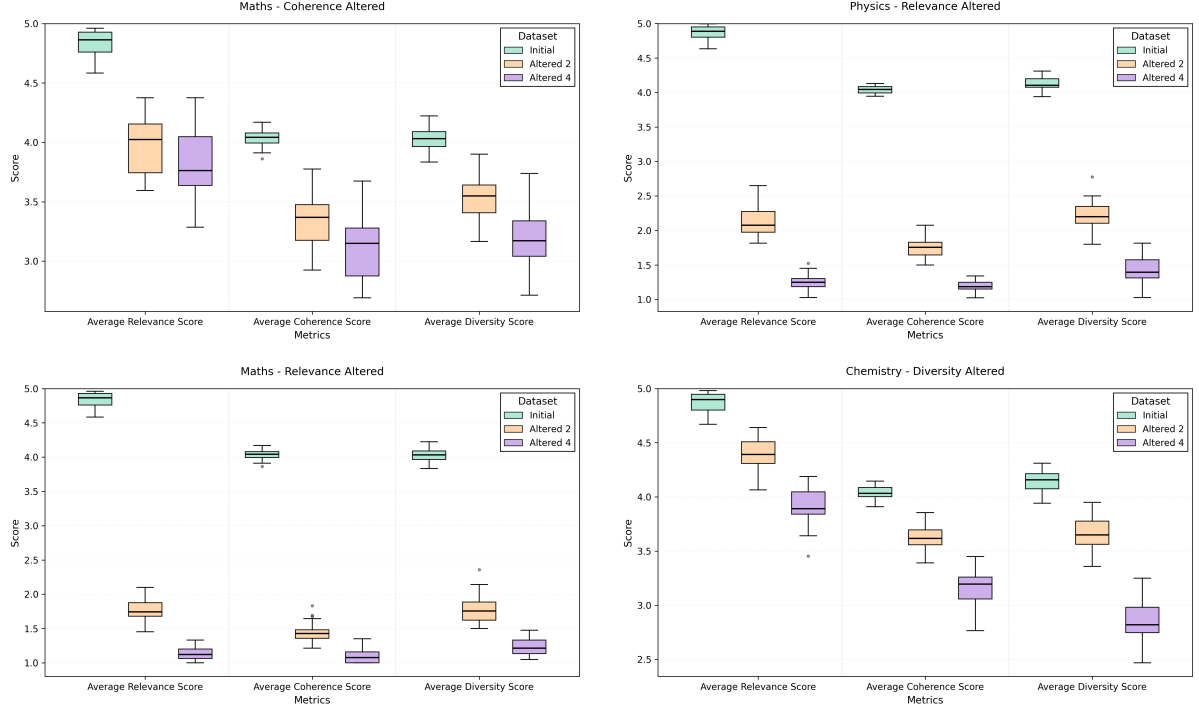 Maths - Coherence Altered
5.0
4.5
4.0
3.5
3.0
Score
Dataset
Initial
Altered 2
Altered 4
Average Relevance Score
Average Coherence Score
Average Diversity Score
Metrics
Physics - Relevance Altered
5.0
4.5
4.0
3.5
3.0
2.5
2.0
1.5
1.0
Score
Dataset
Initial
Altered 2
Altered 4
Average Relevance Score
Average Coherence Score
Average Diversity Score
Metrics
Maths - Relevance Altered
5.0
4.5
4.0
3.5
3.0
2.5
2.0
1.5
1.0
Score
Dataset
Initial
Altered 2
Altered 4
Average Relevance Score
Average Coherence Score
Average Diversity Score
Metrics
Chemistry - Diversity Altered
5.0
4.5
4.0
3.5
3.0
2.5
Score
Dataset
Initial
Altered 2
Altered 4
Average Relevance Score
Average Coherence Score
Average Diversity Score
Metrics